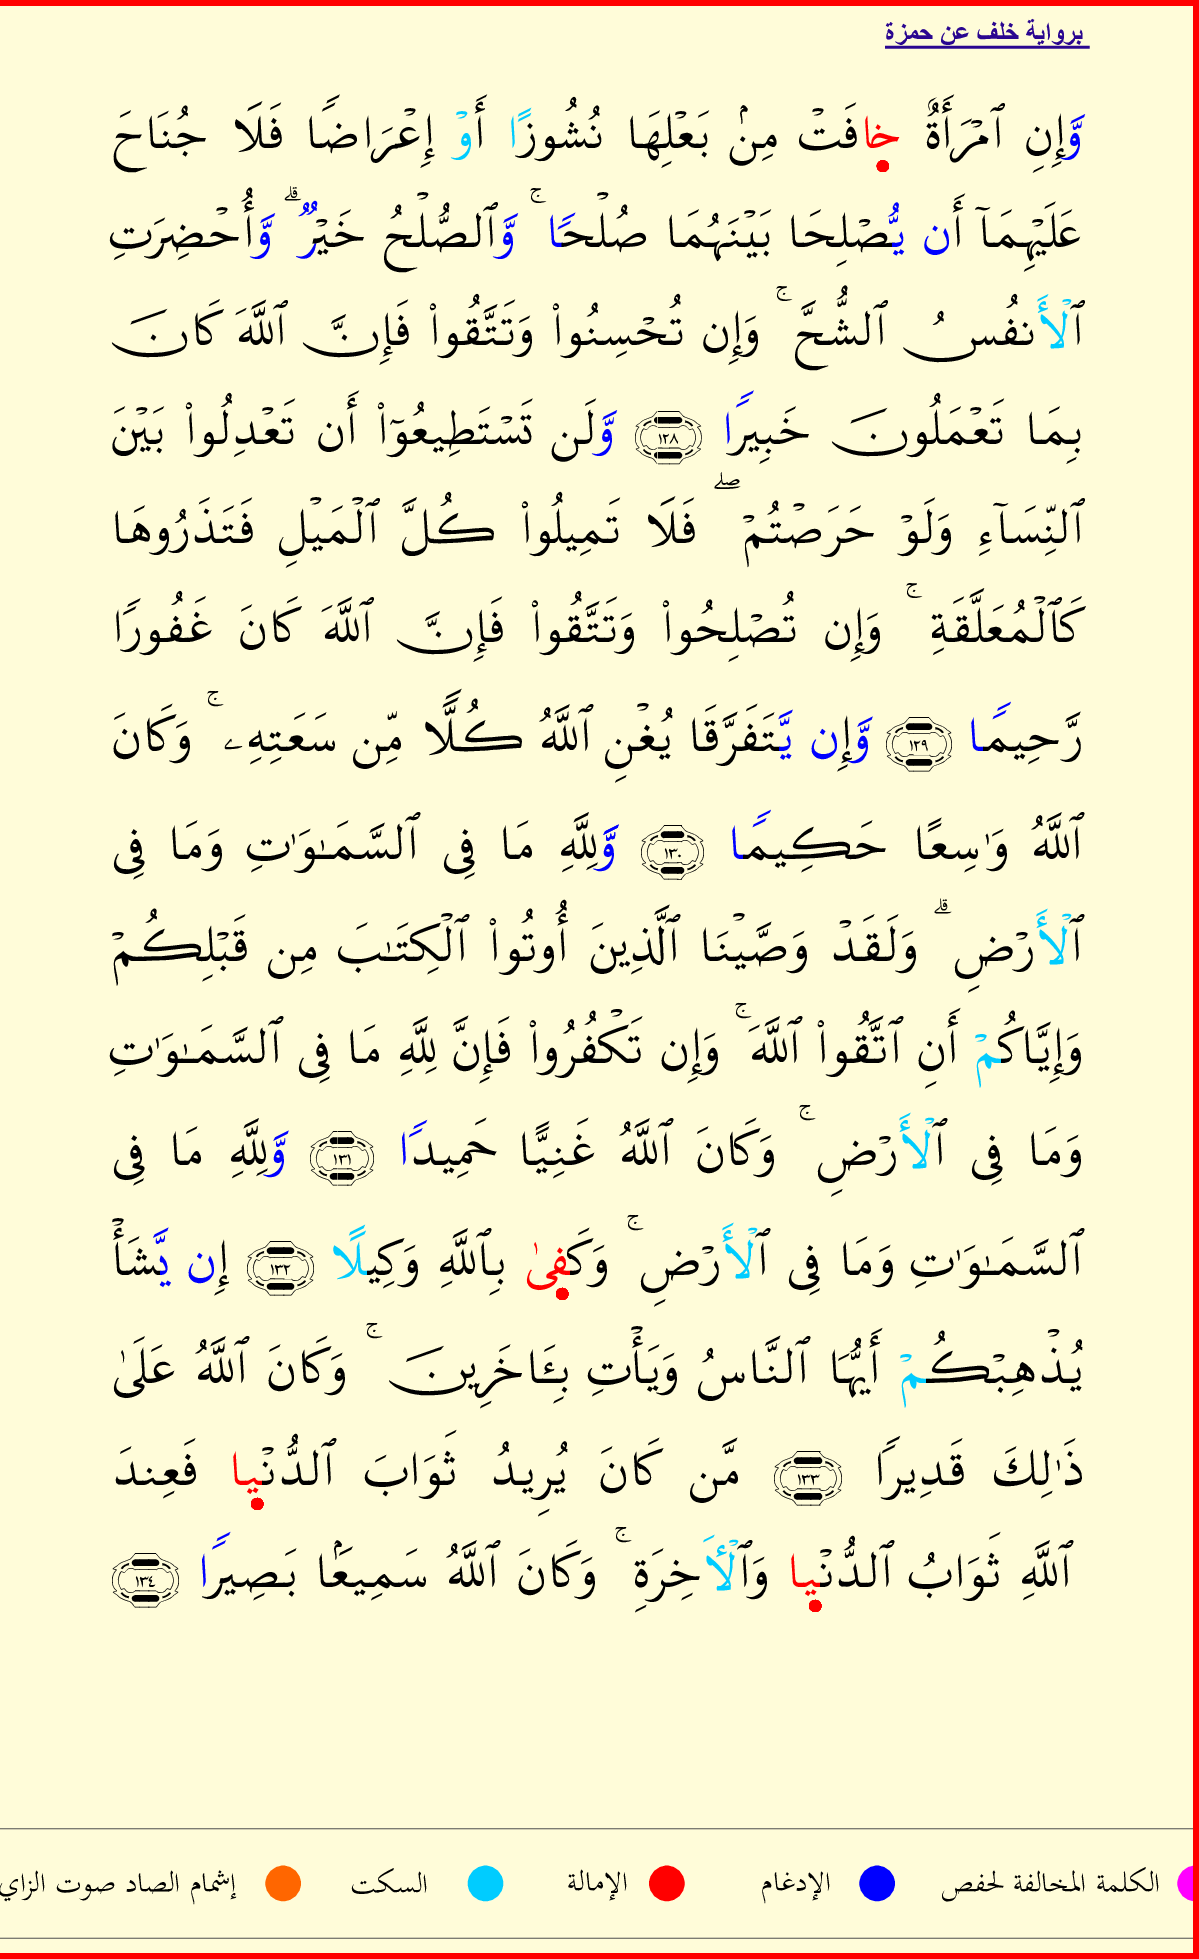 برواية خلف عن حمزة
وَّإِنِ ٱمۡرَأَةٌ خافَتۡ مِنۢ بَعۡلِهَا نُشُوزًا أَوۡ إِعۡرَاضٗا فَلَا جُنَاحَ
عَلَيۡهِمَآ أَن يُّصۡلِحَا بَيۡنَهُمَا صُلۡحٗاۚ وَّٱلصُّلۡحُ خَيۡرٞۗ وَّأُحۡضِرَتِ
ٱلۡأَنفُسُ ٱلشُّحَّۚ وَإِن تُحۡسِنُواْ وَتَتَّقُواْ فَإِنَّ ٱللَّهَ كَانَ
بِمَا تَعۡمَلُونَ خَبِيرٗا ١٢٨ وَّلَن تَسۡتَطِيعُوٓاْ أَن تَعۡدِلُواْ بَيۡنَ
ٱلنِّسَآءِ وَلَوۡ حَرَصۡتُمۡۖ فَلَا تَمِيلُواْ كُلَّ ٱلۡمَيۡلِ فَتَذَرُوهَا
كَٱلۡمُعَلَّقَةِۚ وَإِن تُصۡلِحُواْ وَتَتَّقُواْ فَإِنَّ ٱللَّهَ كَانَ غَفُورٗا
رَّحِيمٗا ١٢٩ وَّإِن يَّتَفَرَّقَا يُغۡنِ ٱللَّهُ كُلّٗا مِّن سَعَتِهِۦۚ وَكَانَ
ٱللَّهُ وَٰسِعًا حَكِيمٗا ١٣٠ وَّلِلَّهِ مَا فِي ٱلسَّمَٰوَٰتِ وَمَا فِي
ٱلۡأَرۡضِۗ وَلَقَدۡ وَصَّيۡنَا ٱلَّذِينَ أُوتُواْ ٱلۡكِتَٰبَ مِن قَبۡلِكُمۡ
وَإِيَّاكُمۡ أَنِ ٱتَّقُواْ ٱللَّهَۚ وَإِن تَكۡفُرُواْ فَإِنَّ لِلَّهِ مَا فِي ٱلسَّمَٰوَٰتِ
وَمَا فِي ٱلۡأَرۡضِۚ وَكَانَ ٱللَّهُ غَنِيًّا حَمِيدٗا ١٣١ وَّلِلَّهِ مَا فِي
ٱلسَّمَٰوَٰتِ وَمَا فِي ٱلۡأَرۡضِۚ وَكَفىٰ بِٱللَّهِ وَكِيلًا ١٣٢ إِن يَّشَأۡ
يُذۡهِبۡكُمۡ أَيُّهَا ٱلنَّاسُ وَيَأۡتِ بِـَٔاخَرِينَۚ وَكَانَ ٱللَّهُ عَلَىٰ
ذَٰلِكَ قَدِيرٗا ١٣٣ مَّن كَانَ يُرِيدُ ثَوَابَ ٱلدُّنۡيا فَعِندَ
ٱللَّهِ ثَوَابُ ٱلدُّنۡيا وَٱلۡأَخِرَةِۚ وَكَانَ ٱللَّهُ سَمِيعَۢا بَصِيرٗا ١٣٤
الكلمة المخالفة لحفص الإدغام الإمالة السكت إشمام الصاد صوت الزاي